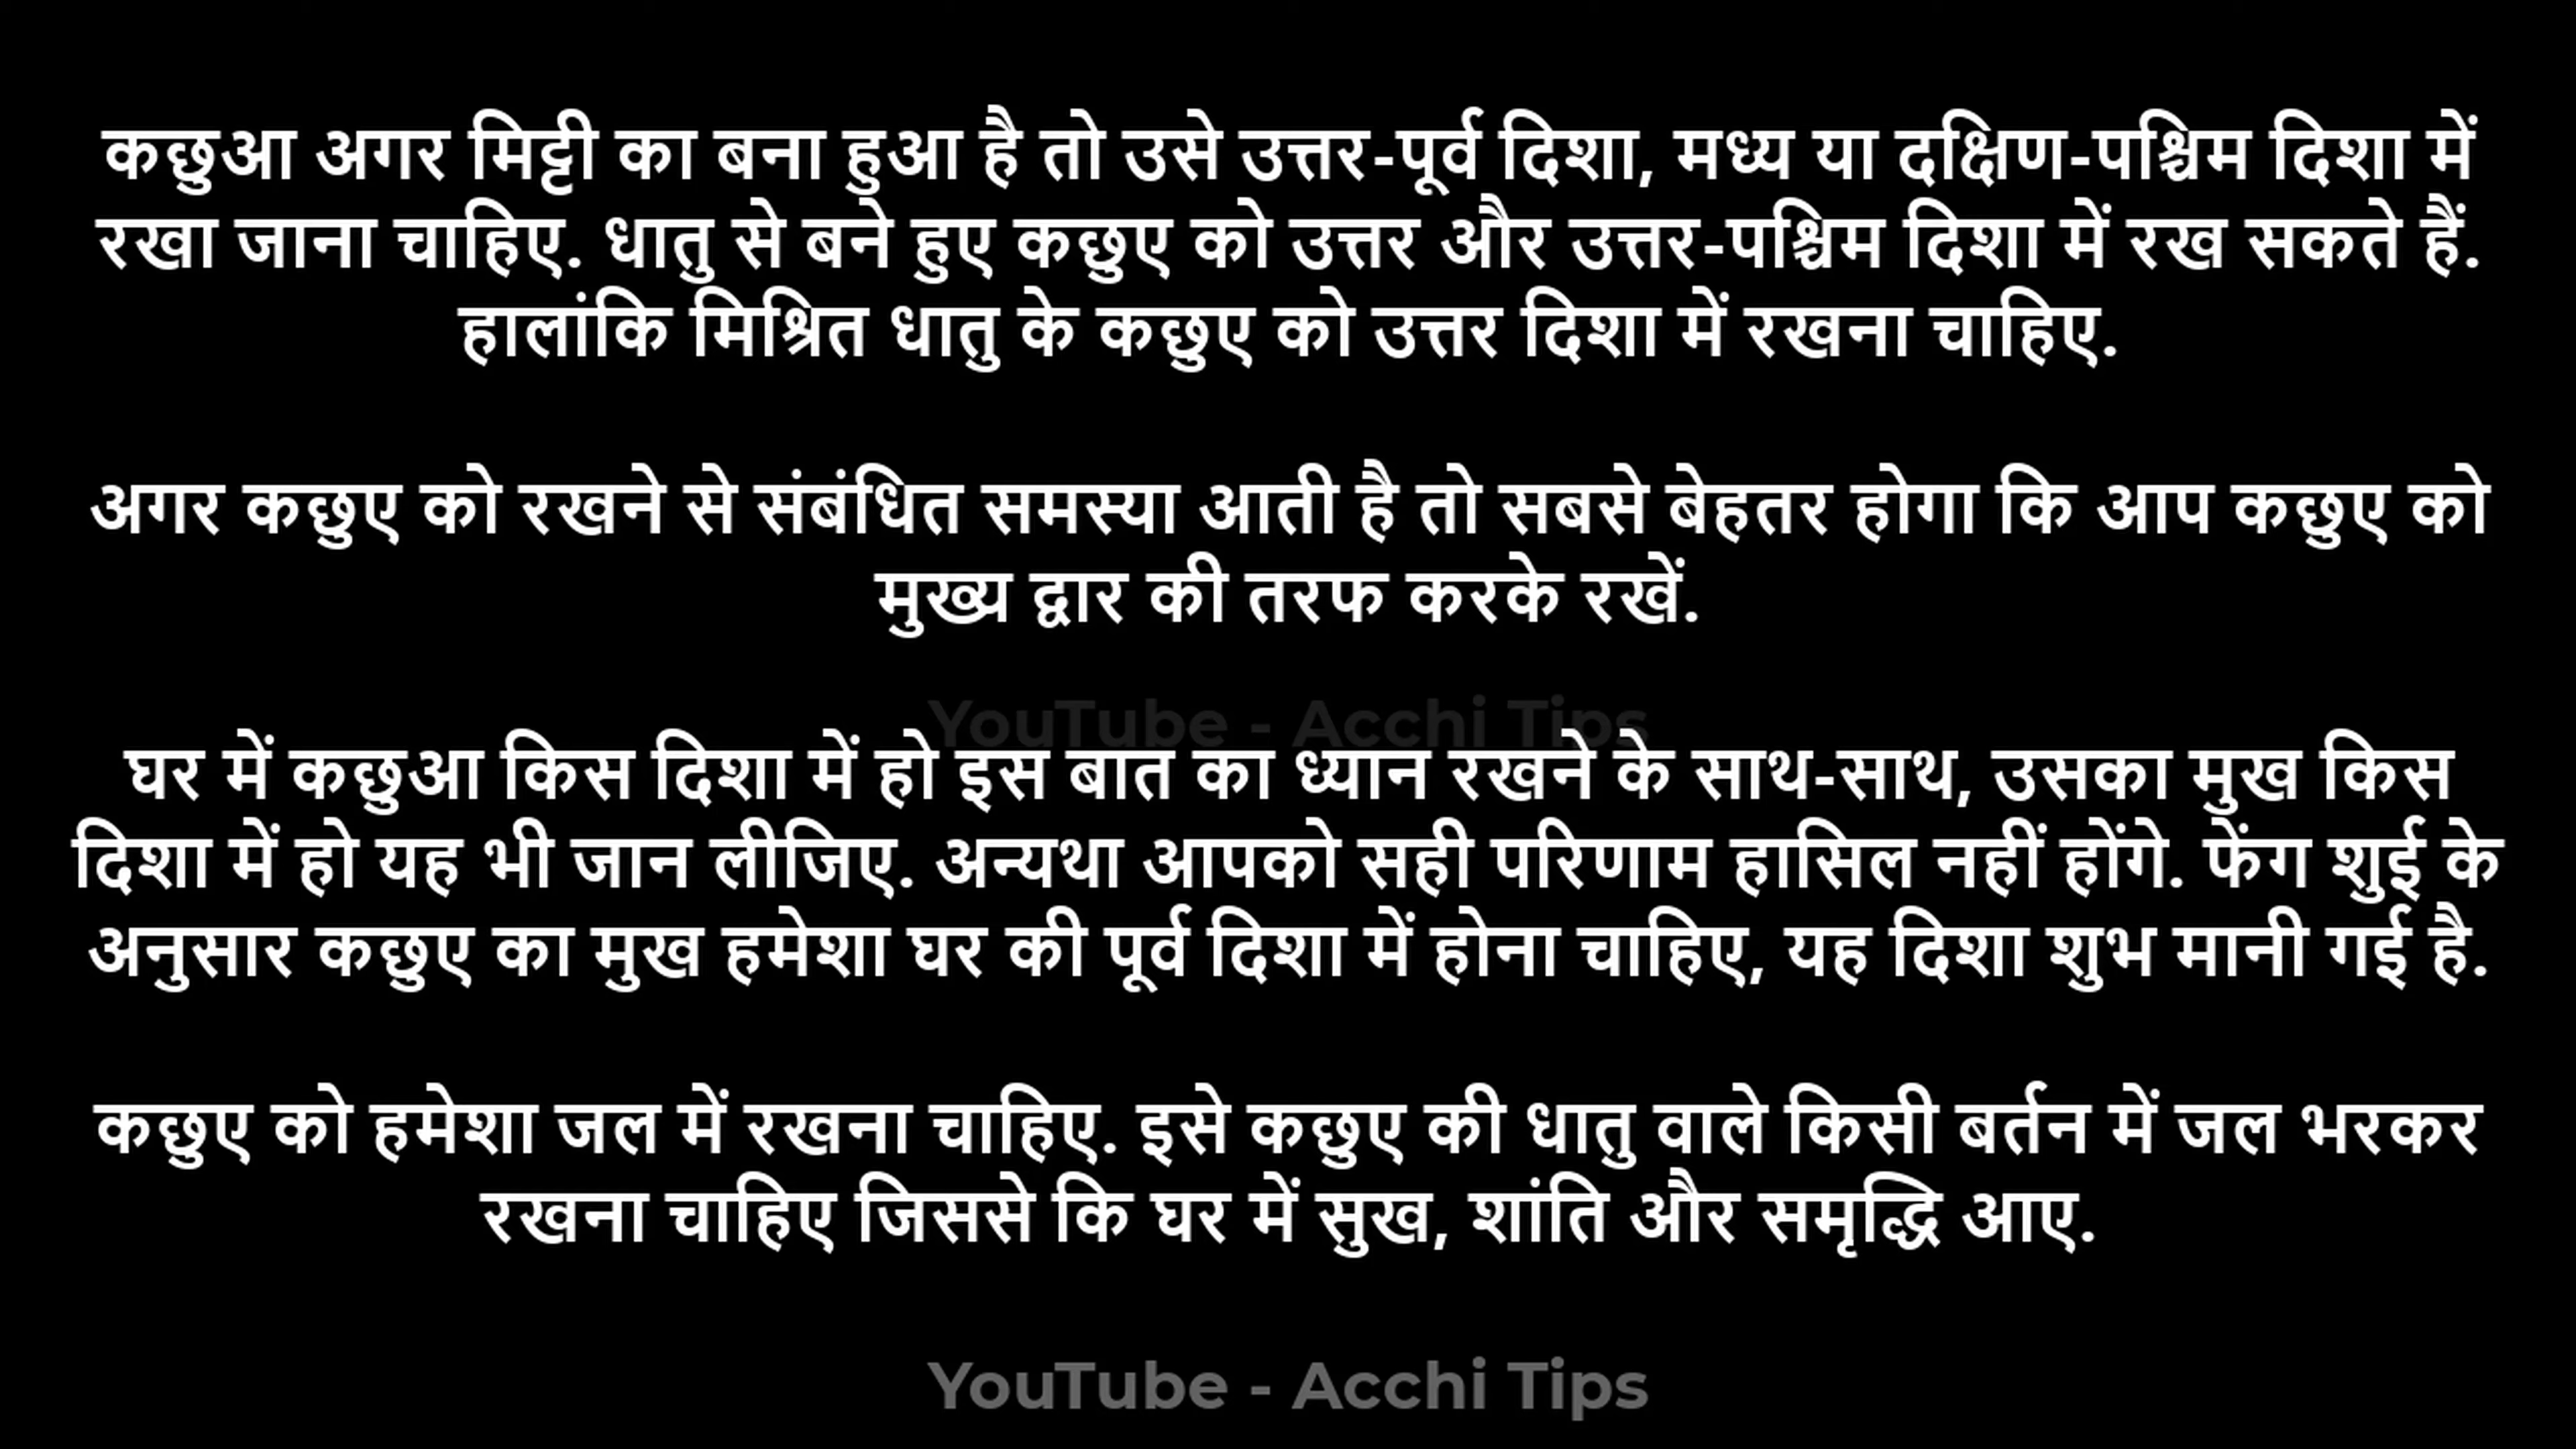 कछुआ अगर मिट्टी का बना हुआ है तो उसे उत्तर-पूर्व दिशा, मध्य या दक्षिण-पश्चिम दिशा में
रखा जाना चाहिए. धातु से बने हुए कछुए को उत्तर और उत्तर-पश्चिम दिशा में रख सकते हैं.
हालांकि मिश्रित धातु के कछुए को उत्तर दिशा में रखना चाहिए.
अगर कछुए को रखने से संबंधित समस्या आती है तो सबसे बेहतर होगा कि आप कछुए को
मुख्य द्वार की तरफ करके रखें.
YouTube - Acchi Tips
घर में कछुआ किस दिशा में हो इस बात का ध्यान रखने के साथ-साथ, उसका मुख किस
दिशा में हो यह भी जान लीजिए. अन्यथा आपको सही परिणाम हासिल नहीं होंगे. फेंग शुई के
अनुसार कछुए का मुख हमेशा घर की पूर्व दिशा में होना चाहिए, यह दिशा शुभ मानी गई है.
कछुए को हमेशा जल में रखना चाहिए. इसे कछुए की धातु वाले किसी बर्तन में जल भरकर
रखना चाहिए जिससे कि घर में सुख, शांति और समृद्धि आए.
YouTube - Acchi Tips